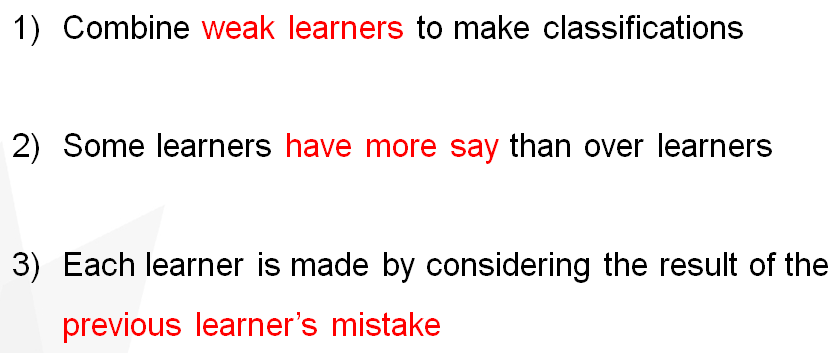 1) Combine weak learners to make classifications
2) Some learners have more say than over learners
3) Each learner is made by considering the result of the
previous learner’s mistake